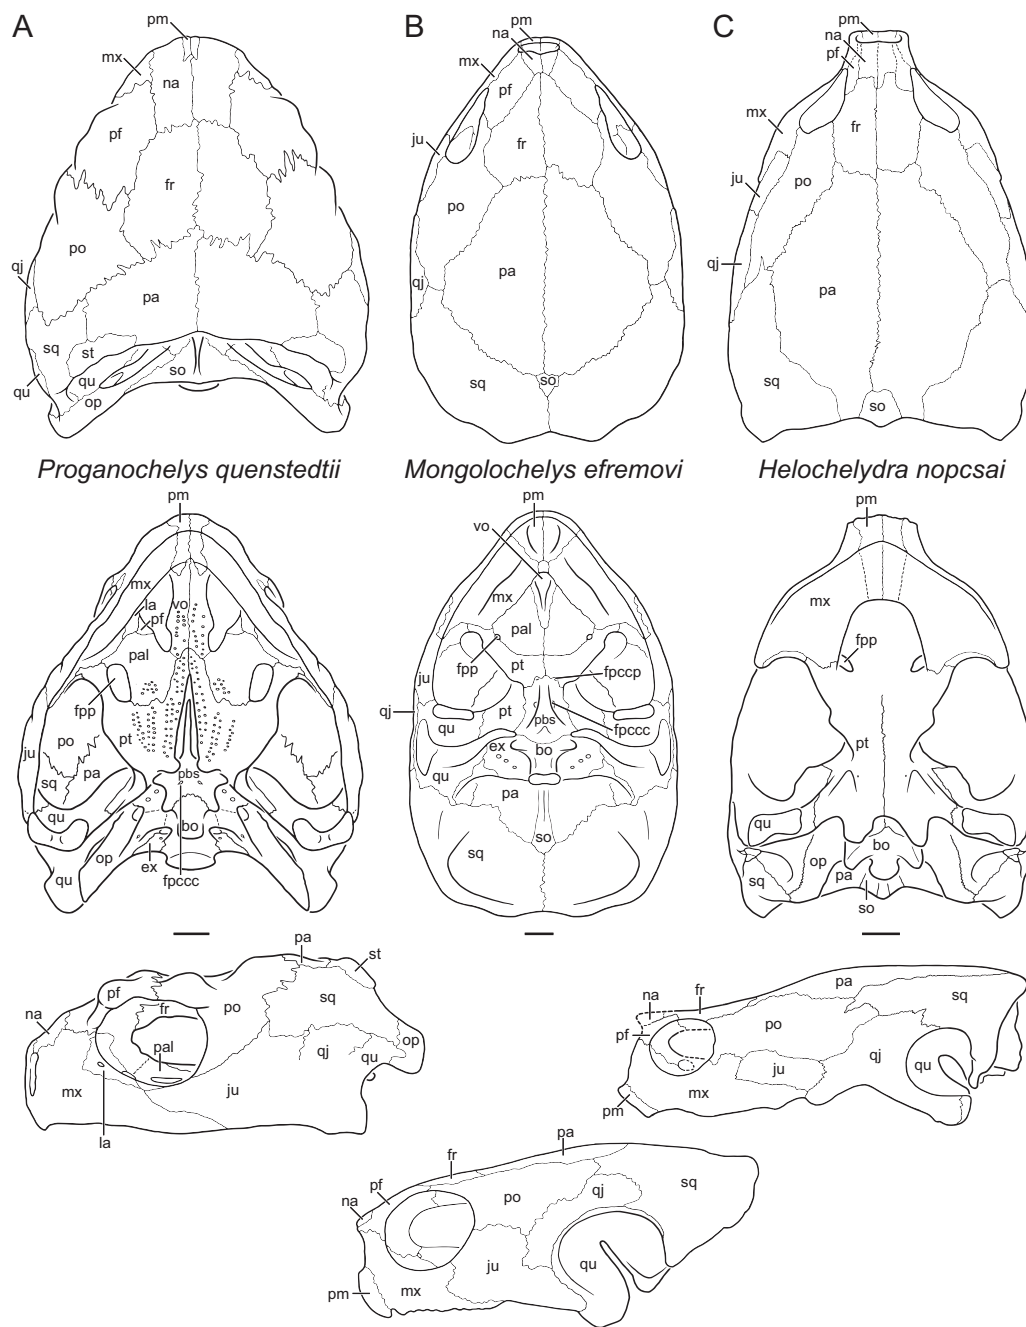 A
pm
mx
na
pf
fr
po
qj
pa
sq
st
qu
qu
so
op
B
pm
na
mx
pf
ju
fr
po
pa
qj
sq
so
C
pm
na
pf
mx
fr
ju
po
qj
pa
sq
so
Proganochelys quenstedtii
Mongolochelys efremovi
Helochelydra nopcsai
pm
mx
la
vo
pf
pal
fpp
pt
ju
po
pa
sq
pbs
qu
bo
op
ex
qu
fpccc
pm
vo
mx
pal
fpp
pt
fpccp
ju
qj
pt
pbs
fpccc
qu
ex
bo
qu
pa
so
sq
pm
mx
fpp
pt
qu
bo
op
sq
pa
so
pa
st
pf
fr
po
sq
na
pal
qj
qu
op
mx
ju
la
na
fr
pa
sq
pf
po
qj
ju
qu
pm
mx
pa
fr
pf
na
po
qj
sq
ju
qu
pm
mx